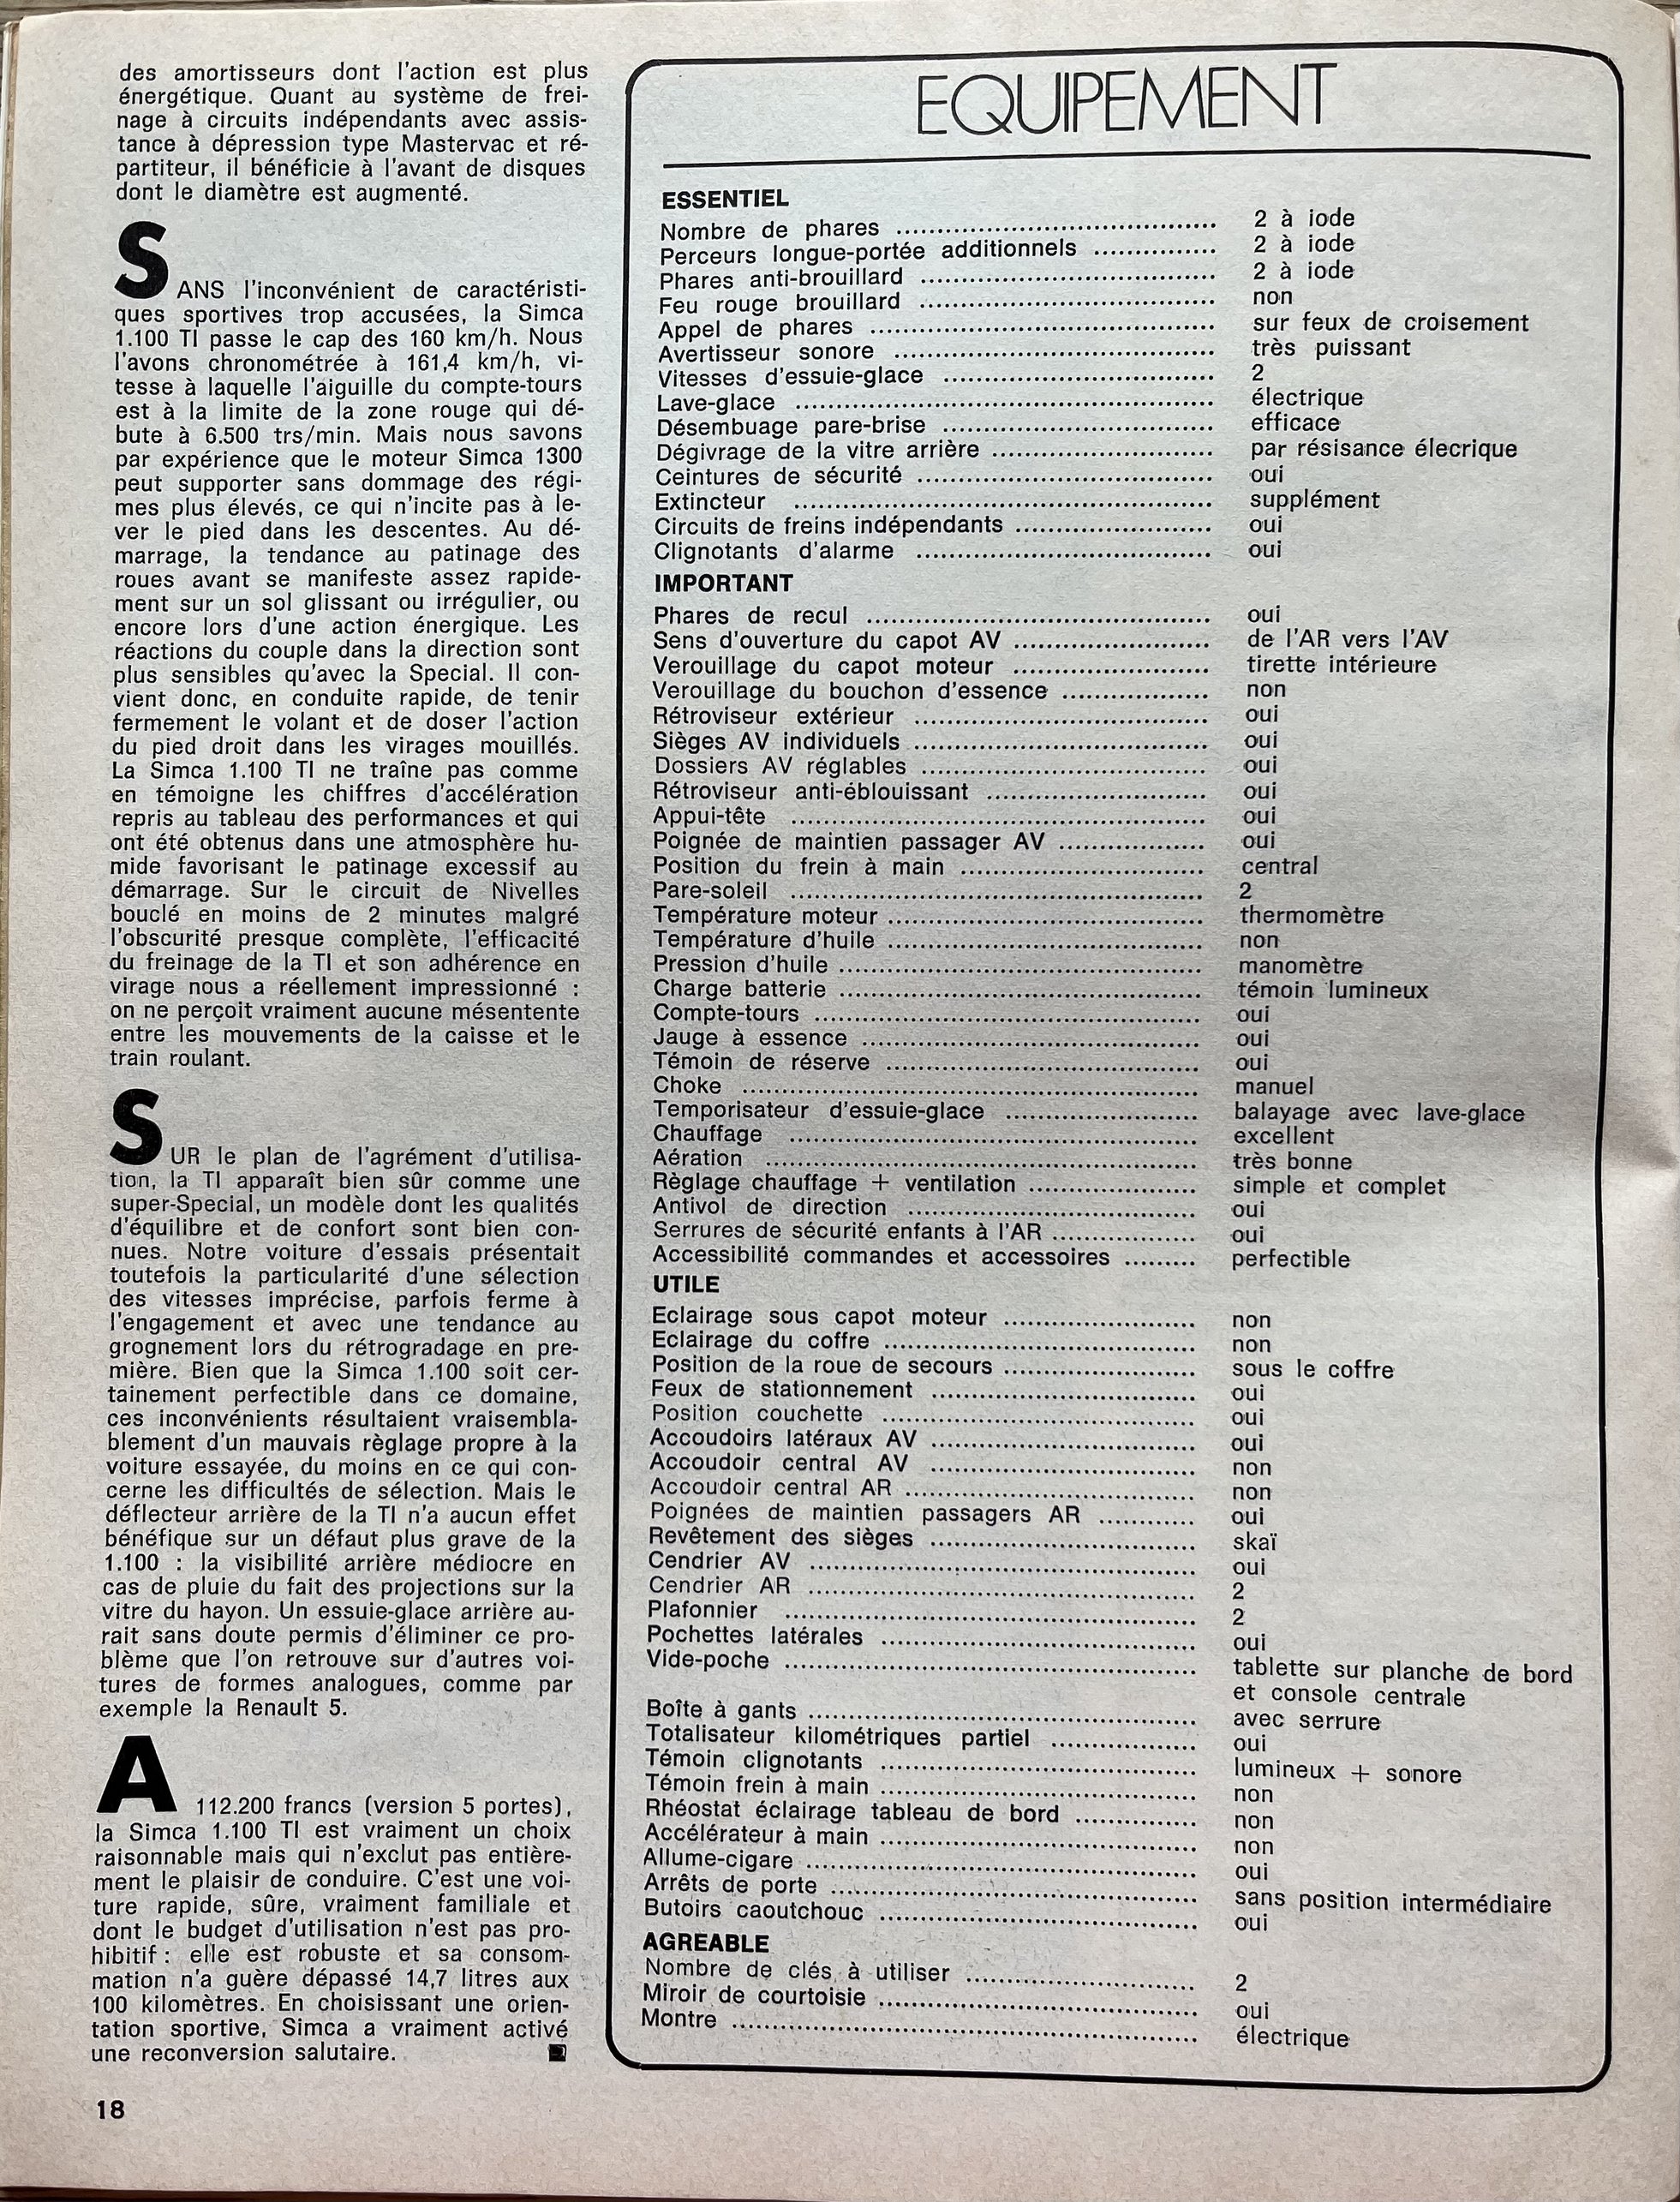 des amortisseurs dont l'action est plus
énergétique. Quant au système de frei-
nage à circuits indépendants avec assis-
tance à dépression type Mastervac et ré-
partiteur, il bénéficie à l'avant de disques
dont le diamètre est augmenté.
SANS l'inconvénient de caractéristi-
ques sportives trop accusées, la Simca
1.100 TI passe le cap des 160 km/h. Nous
l'avons chronométrée à 161,4 km/h, vi-
tesse à laquelle l'aiguille du compte-tours
est à la limite de la zone rouge qui dé-
bute à 6.500 trs/min. Mais nous savons
par expérience que le moteur Simca 1300
peut supporter sans dommage des régi-
mes plus élevés, ce qui n'incite pas à le-
ver le pied dans les descentes. Au dé-
marrage, la tendance au patinage des
roues avant se manifeste assez rapide-
ment sur un sol glissant ou irrégulier, ou
encore lors d'une action énergique. Les
réactions du couple dans la direction sont
plus sensibles qu'avec la Special. Il con-
vient donc, en conduite rapide, de tenir
fermement le volant et de doser l'action
du pied droit dans les virages mouillés.
La Simca 1.100 TI ne traîne pas comme
en témoigne les chiffres d'accélération
repris au tableau des performances et qui
ont été obtenus dans une atmosphère hu-
mide favorisant le patinage excessif au
démarrage. Sur le circuit de Nivelles
bouclé en moins de 2 minutes malgré
l'obscurité presque complète, l'efficacité
du freinage de la TI et son adhérence en
virage nous a réellement impressionné :
on ne perçoit vraiment aucune mésentente
entre les mouvements de la caisse et le
train roulant.
SUR le plan de l'agrément d'utilisa-
tion, la TI apparaît bien sûr comme une
super-Special, un modèle dont les qualités
d'équilibre et de confort sont bien con-
nues. Notre voiture d'essais présentait
toutefois la particularité d'une sélection
des vitesses imprécise, parfois ferme à
l'engagement et avec une tendance au
grognement lors du rétrogradage en pre-
mière. Bien que la Simca 1.100 soit cer-
tainement perfectible dans ce domaine,
ces inconvénients résultaient vraisembla-
blement d'un mauvais règlage propre à la
voiture essayée, du moins en ce qui con-
cerne les difficultés de sélection. Mais le
déflecteur arrière de la TI n'a aucun effet
bénéfique sur un défaut plus grave de la
1.100 : la visibilité arrière médiocre en
cas de pluie du fait des projections sur la
vitre du hayon. Un essuie-glace arrière au-
rait sans doute permis d'éliminer ce pro-
blème que l'on retrouve sur d'autres voi-
tures de formes analogues, comme par
exemple la Renault 5.
A 112.200 francs (version 5 portes),
la Simca 1.100 TI est vraiment un choix
raisonnable mais qui n'exclut pas entière-
ment le plaisir de conduire. C'est une voi-
ture rapide, sûre, vraiment familiale et
dont le budget d'utilisation n'est pas pro-
hibitif : elle est robuste et sa consom-
mation n'a guère dépassé 14,7 litres aux
100 kilomètres. En choisissant une orien-
tation sportive, Simca a vraiment activé
une reconversion salutaire.
18
EQUIPEMENT
ESSENTIEL
Nombre de phares ........ 2 à iode
Perceurs longue-portée additionnels ........ 2 à iode
Phares anti-brouillard ........ 2 à iode
Feu rouge brouillard ........ non
Appel de phares ........ sur feux de croisement
Avertisseur sonore ........ très puissant
Vitesses d'essuie-glace ........ 2
Lave-glace ........ électrique
Désembuage pare-brise ........ efficace
Dégivrage de la vitre arrière ........ par résisance élecrique
Ceintures de sécurité ........ oui
Extincteur ........ supplément
Circuits de freins indépendants ........ oui
Clignotants d'alarme ........ oui
IMPORTANT
Phares de recul ........ oui
Sens d'ouverture du capot AV ........ de l'AR vers l'AV
Verouillage du capot moteur ........ tirette intérieure
Verouillage du bouchon d'essence ........ non
Rétroviseur extérieur ........ oui
Sièges AV individuels ........ oui
Dossiers AV réglables ........ oui
Rétroviseur anti-éblouissant ........ oui
Appui-tête ........ oui
Poignée de maintien passager AV ........ oui
Position du frein à main ........ central
Pare-soleil ........ 2
Température moteur ........ thermomètre
Température d'huile ........ non
Pression d'huile ........ manomètre
Charge batterie ........ témoin lumineux
Compte-tours ........ oui
Jauge à essence ........ oui
Témoin de réserve ........ oui
Choke ........ manuel
Temporisateur d'essuie-glace ........ balayage avec lave-glace
Chauffage ........ excellent
Aération ........ très bonne
Règlage chauffage + ventilation ........ simple et complet
Antivol de direction ........ oui
Serrures de sécurité enfants à l'AR ........ oui
Accessibilité commandes et accessoires ........ perfectible
UTILE
Eclairage sous capot moteur ........ non
Eclairage du coffre ........ non
Position de la roue de secours ........ sous le coffre
Feux de stationnement ........ oui
Position couchette ........ oui
Accoudoirs latéraux AV ........ oui
Accoudoir central AV ........ non
Accoudoir central AR ........ non
Poignées de maintien passagers AR ........ oui
Revêtement des sièges ........ skaï
Cendrier AV ........ oui
Cendrier AR ........ 2
Plafonnier ........ 2
Pochettes latérales ........ oui
Vide-poche ........ tablette sur planche de bord
et console centrale
Boîte à gants ........ avec serrure
Totalisateur kilométriques partiel ........ oui
Témoin clignotants ........ lumineux + sonore
Témoin frein à main ........ non
Rhéostat éclairage tableau de bord ........ non
Accélérateur à main ........ non
Allume-cigare ........ oui
Arrêts de porte ........ sans position intermédiaire
Butoirs caoutchouc ........ oui
AGREABLE
Nombre de clés à utiliser ........ 2
Miroir de courtoisie ........ oui
Montre ........ électrique